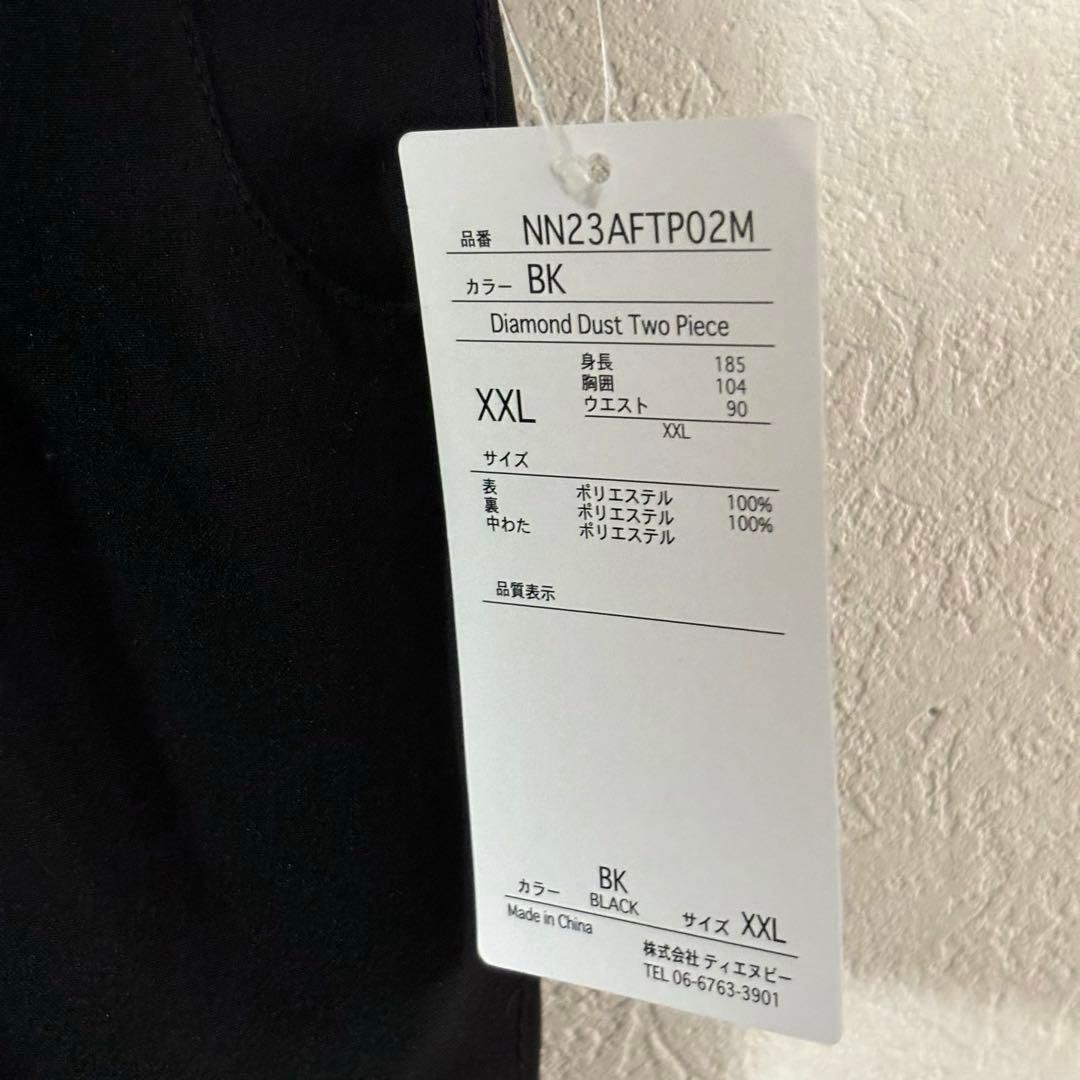 品番 NN23AFTP02M
カラー BK
Diamond Dust Two Piece
身長 185
胸囲 104
XXL ウエスト 90
XXL
サイズ
表 ポリエステル 100%
裏 ポリエステル 100%
中わた ポリエステル
品質表示
カラー BK サイズ XXL
BLACK
Made in China
株式会社 ティエヌビー
TEL 06-6763-3901